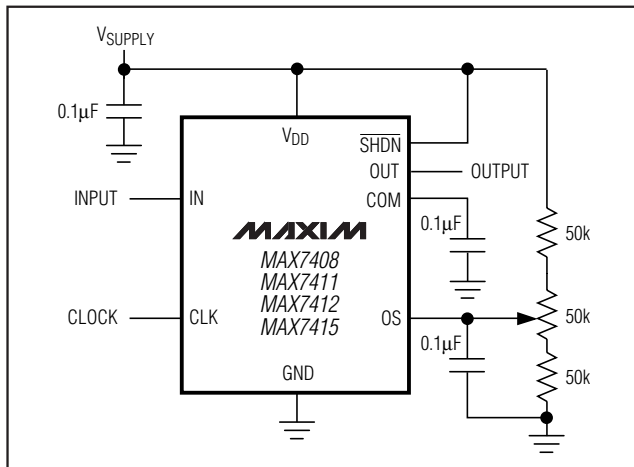 VSUPPLY
0.1µF
VDD
SHDN
OUT
OUTPUT
INPUT
IN
COM
MAXIM
0.1µF
50k
MAX7408
MAX7411
MAX7412
MAX7415
CLOCK
CLK
OS
50k
0.1µF
GND
50k